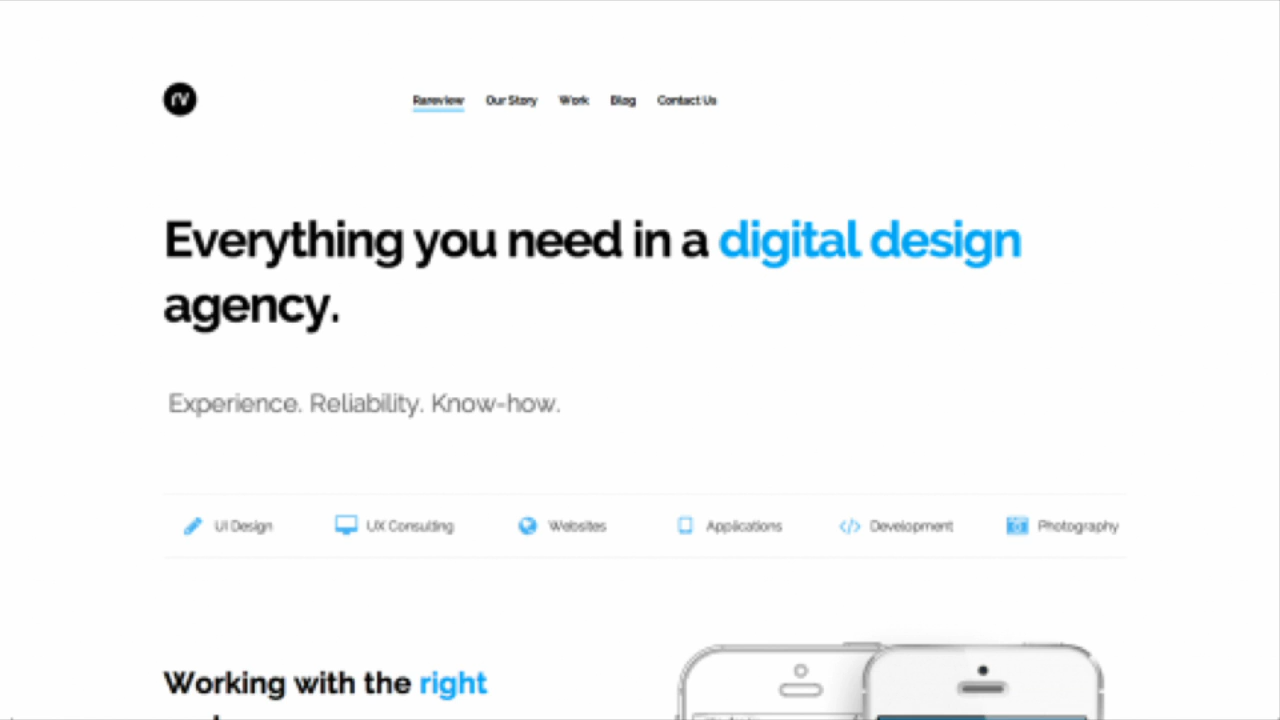 rv
Rareview Our Story Work Blog Contact Us
Everything you need in a digital design
agency.
Experience. Reliability. Know-how.
UI Design UX Consulting Websites Applications </> Development Photography
Working with the right